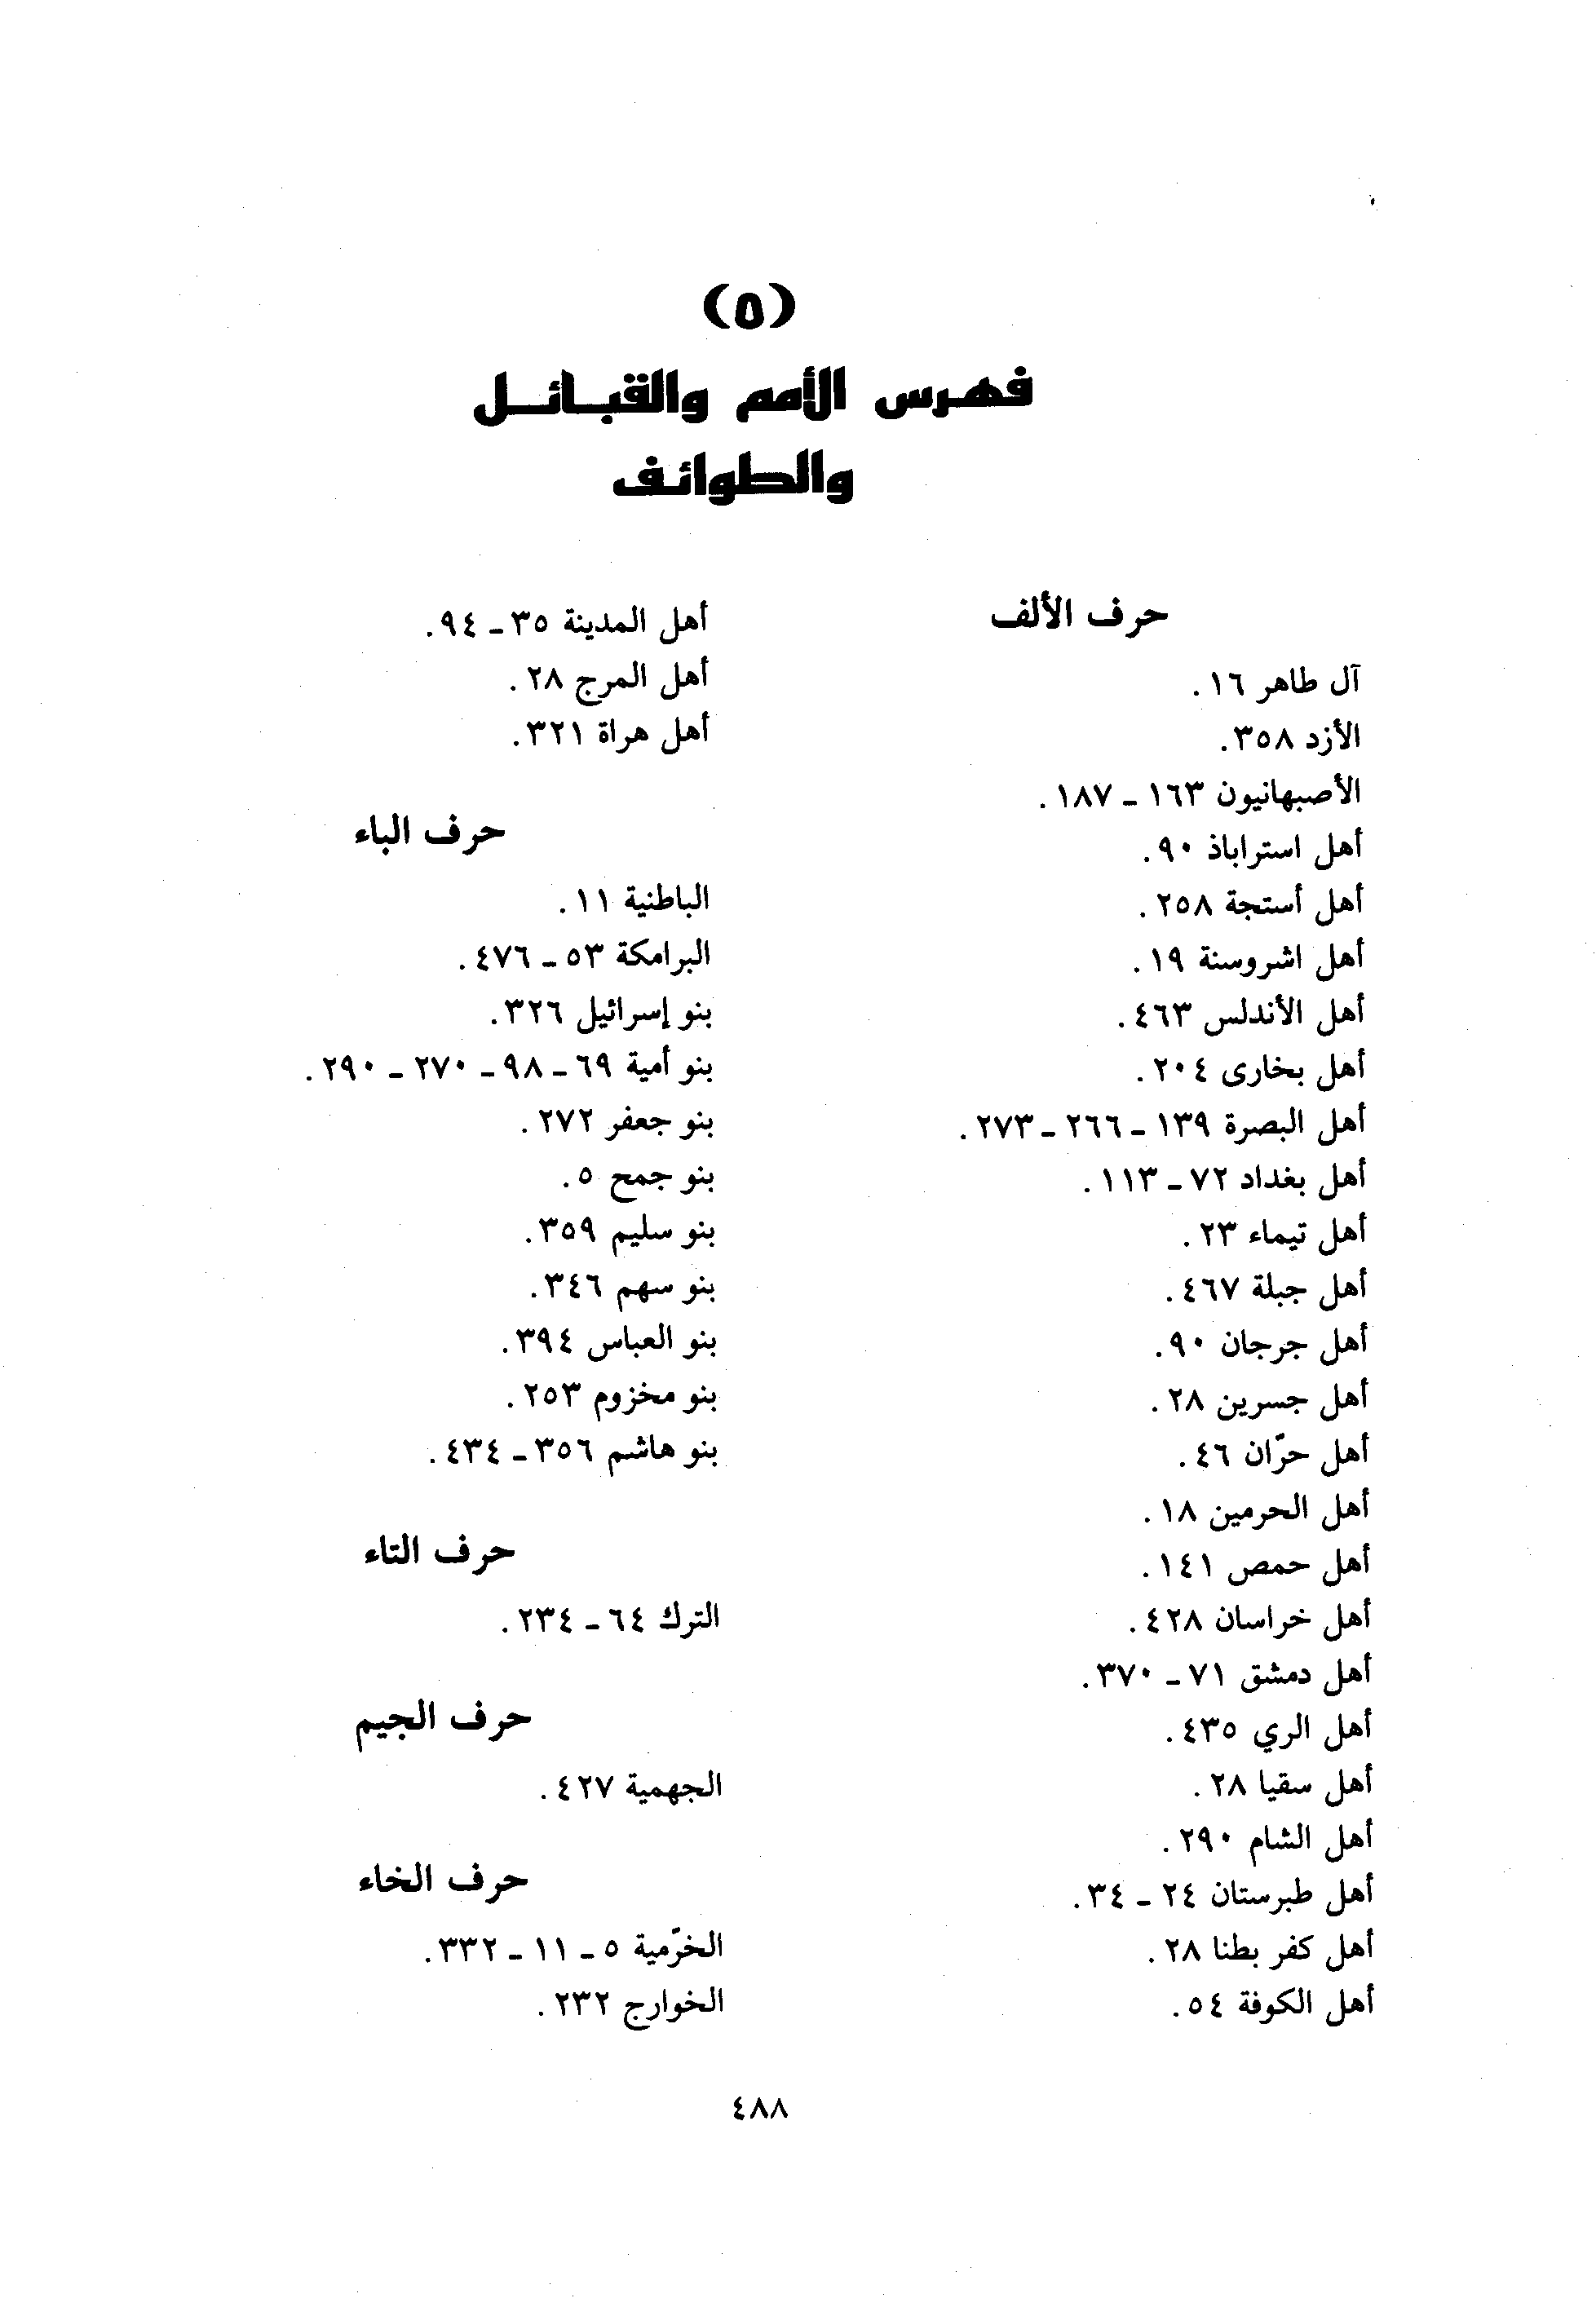 (٥)
فهرس الأمم والقبائل
والطوائف
حرف الألف
آل طاهر ١٦.
الأزد ٣٥٨.
الأصبهانيون ١٦٣ - ١٨٧.
أهل استراباذ ٩٠.
أهل أستجة ٢٥٨.
أهل اشروسنة ١٩.
أهل الأندلس ٤٦٣.
أهل بخارى ٢٠٤.
أهل البصرة ١٣٩ - ٢٦٦ - ٢٧٣.
أهل بغداد ٧٢ - ١١٣.
أهل تيماء ٢٣.
أهل جبلة ٤٦٧.
أهل جرجان ٩٠.
أهل جسرين ٢٨.
أهل حرّان ٤٦.
أهل الحرمين ١٨.
أهل حمص ١٤١.
أهل خراسان ٤٢٨.
أهل دمشق ٧١ - ٣٧٠.
أهل الري ٤٣٥.
أهل سقيا ٢٨.
أهل الشام ٢٩٠.
أهل طبرستان ٢٤ - ٣٤.
أهل كفر بطنا ٢٨.
أهل الكوفة ٥٤.
أهل المدينة ٣٥ - ٩٤.
أهل المرج ٢٨.
أهل هراة ٣٢١.
حرف الباء
الباطنية ١١.
البرامكة ٥٣ - ٤٧٦.
بنو إسرائيل ٣٢٦.
بنو أمية ٦٩ - ٩٨ - ٢٧٠ - ٢٩٠.
بنو جعفر ٢٧٢.
بنو جمح ٥.
بنو سليم ٣٥٩.
بنو سهم ٣٤٦.
بنو العباس ٣٩٤.
بنو مخزوم ٢٥٣.
بنو هاشم ٣٥٦ - ٤٣٤.
حرف التاء
الترك ٦٤ - ٢٣٤.
حرف الجيم
الجهمية ٤٢٧.
حرف الخاء
الخرّمية ٥ - ١١ - ٣٣٢.
الخوارج ٢٣٢.
٤٨٨